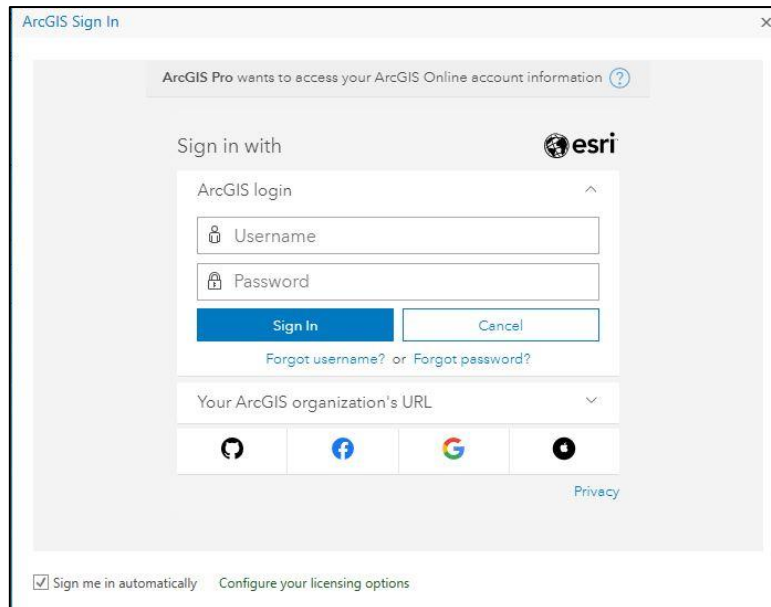 ArcGIS Sign In
ArcGIS Pro wants to access your ArcGIS Online account information ?
Sign in with
esri
ArcGIS login
Username
Password
Sign In
Cancel
Forgot username? or Forgot password?
Your ArcGIS organization's URL
Privacy
Sign me in automatically
Configure your licensing options